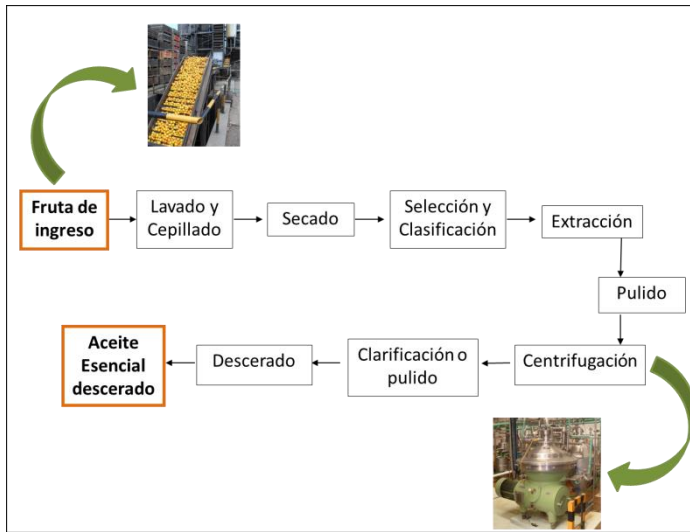 Fruta de
ingreso
Lavado y
Cepillado
Secado
Selección y
Clasificación
Extracción
Pulido
Centrifugación
Clarificación o
pulido
Descerado
Aceite
Esencial
descerado